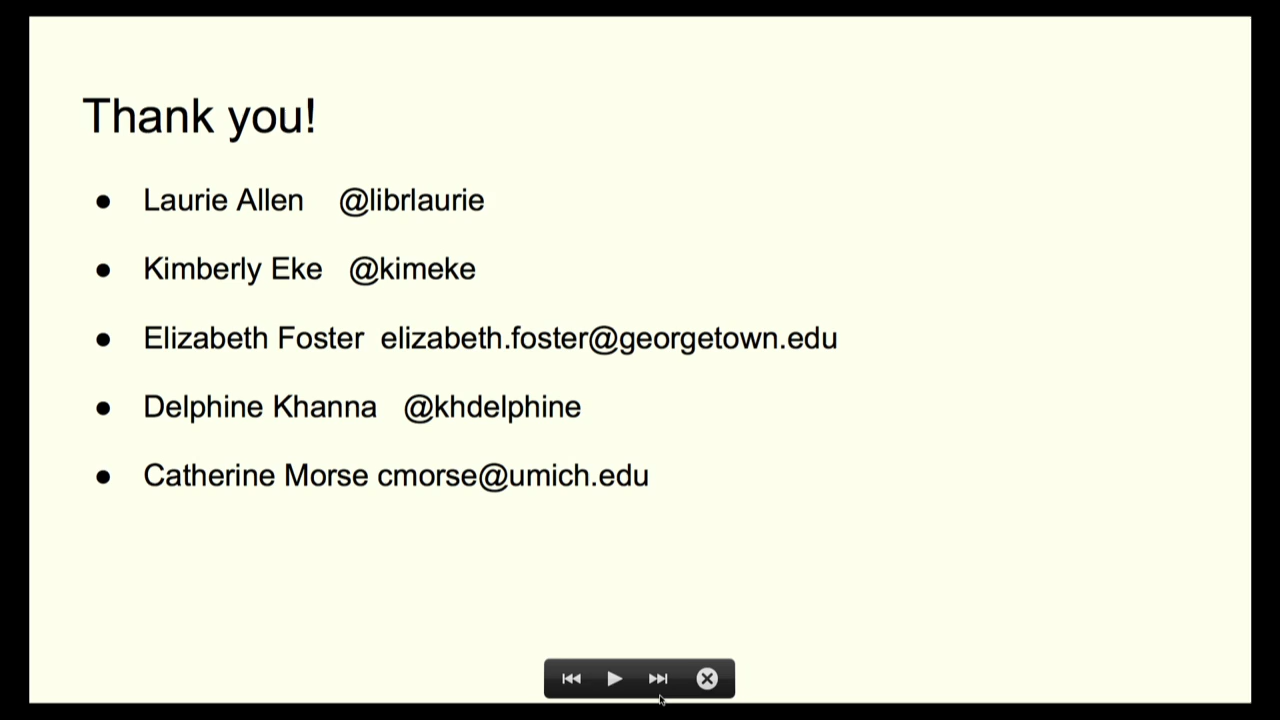 Thank you!
● Laurie Allen @librlaurie
● Kimberly Eke @kimeke
● Elizabeth Foster elizabeth.foster@georgetown.edu
● Delphine Khanna @khdelphine
● Catherine Morse cmorse@umich.edu